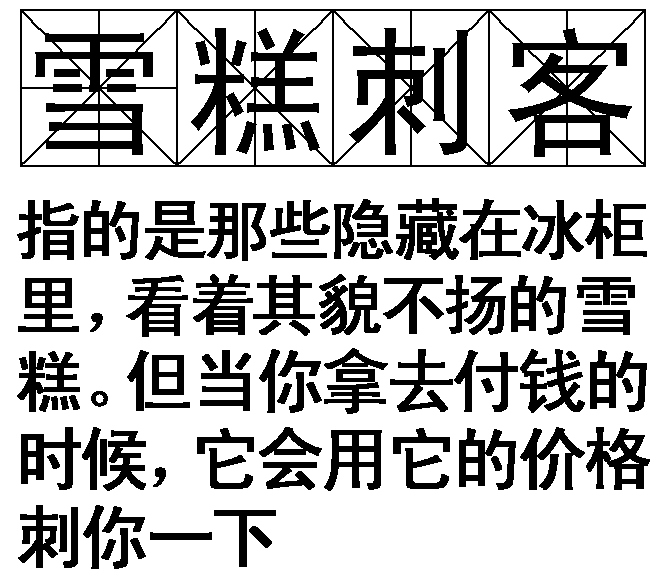 雪糕刺客
指的是那些隐藏在冰柜
里，看着其貌不扬的雪
糕。但当你拿去付钱的
时候，它会用它的价格
刺你一下